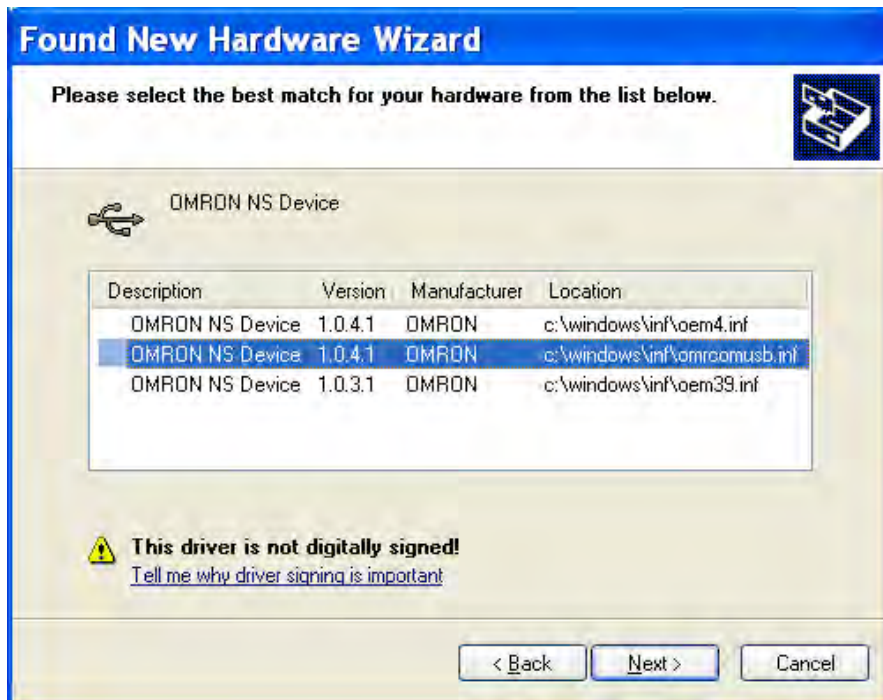 Found New Hardware Wizard
Please select the best match for your hardware from the list below.
OMRON NS Device
Description Version Manufacturer Location
OMRON NS Device 1.0.4.1 OMRON c:\windows\inf\oem4.inf
OMRON NS Device 1.0.4.1 OMRON c:\windows\inf\omrcomusb.inf
OMRON NS Device 1.0.3.1 OMRON c:\windows\inf\oem39.inf
This driver is not digitally signed!
Tell me why driver signing is important
< Back Next > Cancel